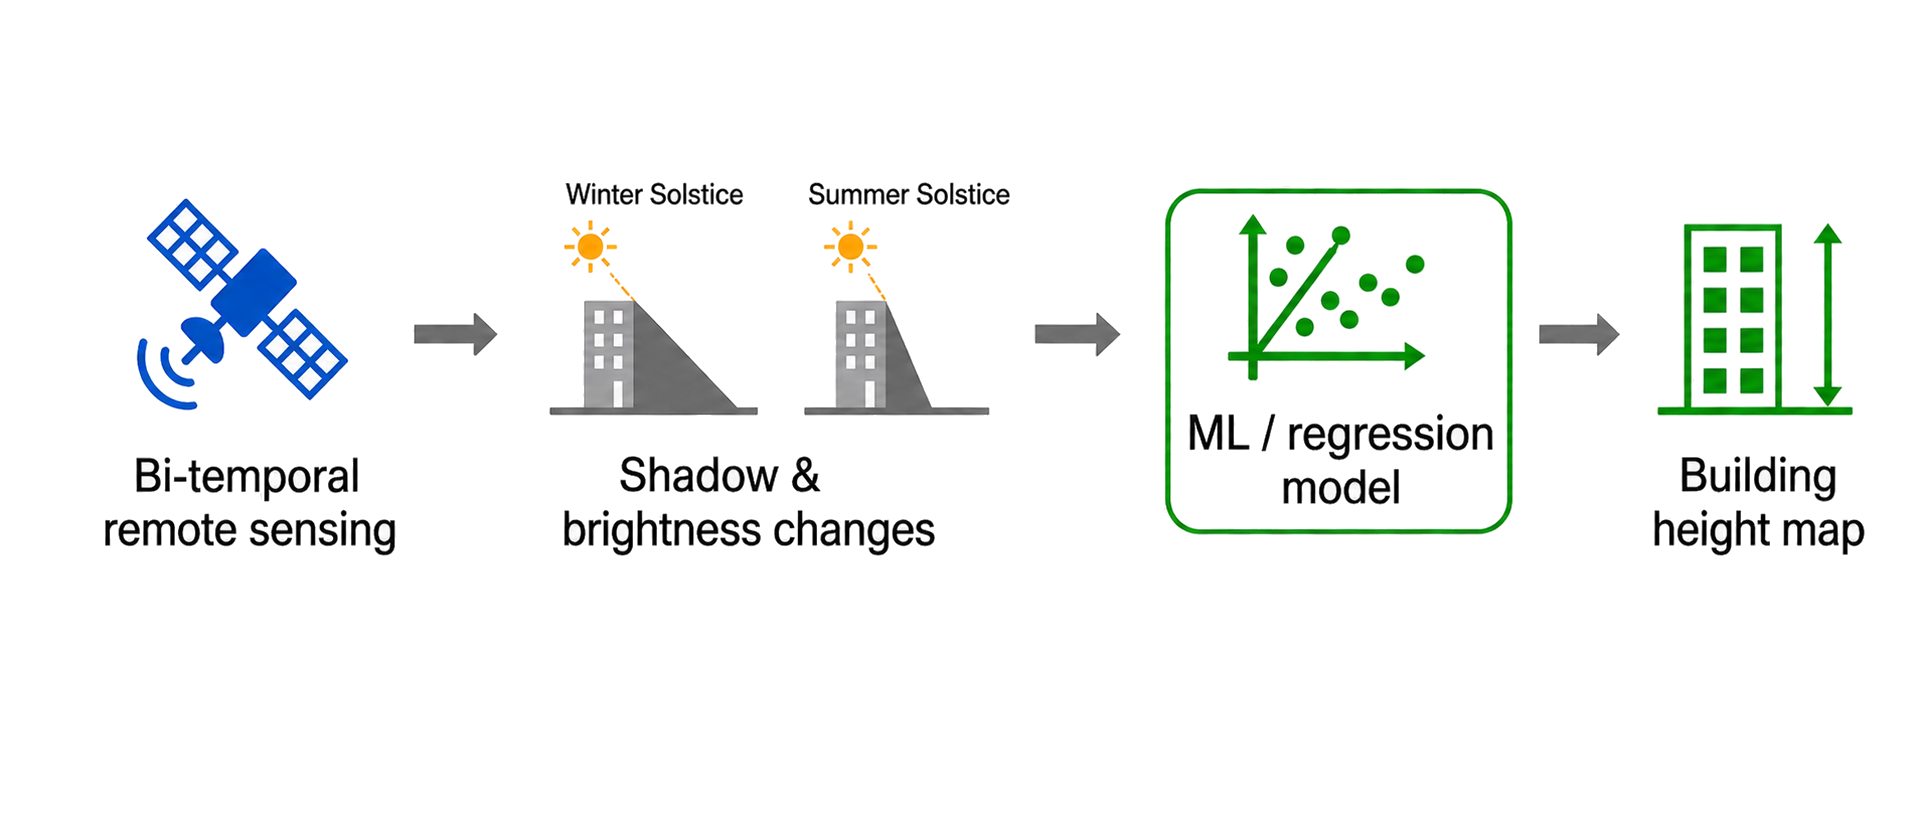 Winter Solstice
Summer Solstice
Bi-temporal
remote sensing
Shadow &
brightness changes
ML / regression
model
Building
height map